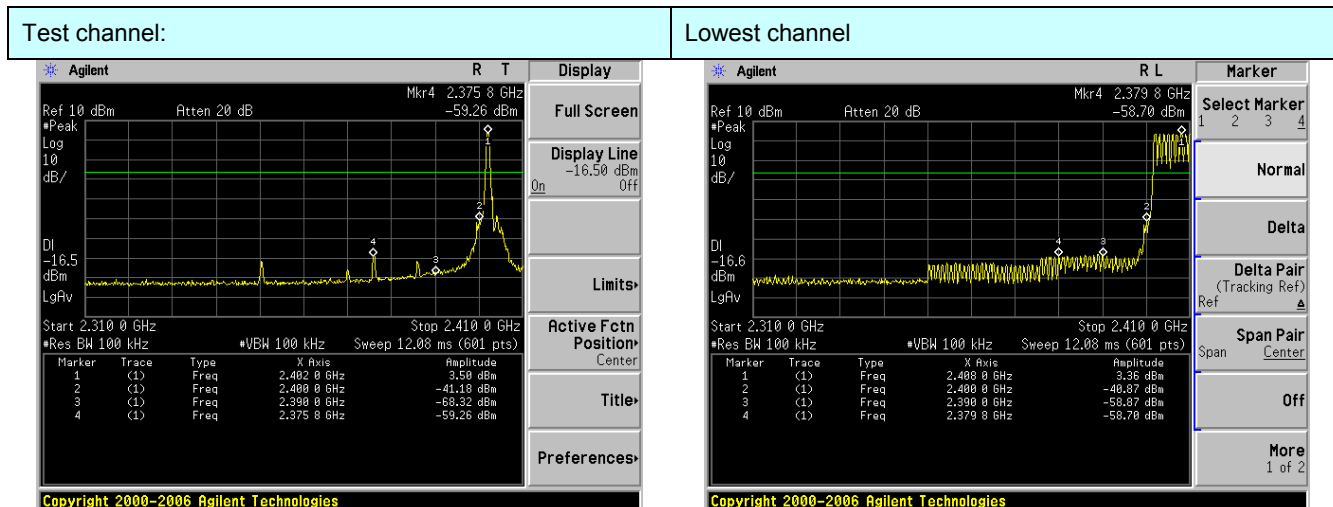 Test channel:
Lowest channel
Agilent R T Display
Mkr4 2.375 8 GHz
Ref 10 dBm Atten 20 dB -59.26 dBm
#Peak
Log
10
dB/
DI
-16.5
dBm
LgAv
1
2
3
4
Start 2.310 0 GHz Stop 2.410 0 GHz
#Res BW 100 kHz #VBW 100 kHz Sweep 12.08 ms (601 pts)
Marker Trace Type X Axis Amplitude
1 (1) Freq 2.402 0 GHz 3.50 dBm
2 (1) Freq 2.400 0 GHz -41.18 dBm
3 (1) Freq 2.390 0 GHz -68.32 dBm
4 (1) Freq 2.375 8 GHz -59.26 dBm
Full Screen
Display Line
-16.50 dBm
On Off
Limits
Active Fctn
Position
Center
Title
Preferences
Copyright 2000-2006 Agilent Technologies
Agilent R L Marker
Mkr4 2.379 8 GHz
Ref 10 dBm Atten 20 dB -58.70 dBm
#Peak
Log
10
dB/
DI
-16.6
dBm
LgAv
1
2
4
3
Start 2.310 0 GHz Stop 2.410 0 GHz
#Res BW 100 kHz #VBW 100 kHz Sweep 12.08 ms (601 pts)
Marker Trace Type X Axis Amplitude
1 (1) Freq 2.408 0 GHz 3.36 dBm
2 (1) Freq 2.400 0 GHz -40.87 dBm
3 (1) Freq 2.390 0 GHz -58.87 dBm
4 (1) Freq 2.379 8 GHz -58.70 dBm
Select Marker
1 2 3 4
Normal
Delta
Delta Pair
(Tracking Ref)
Ref Δ
Span Pair
Span Center
Off
More
1 of 2
Copyright 2000-2006 Agilent Technologies